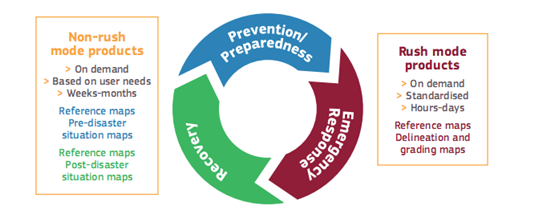 Non-rush
mode products
> On demand
> Based on user needs
> Weeks-months
Reference maps
Pre-disaster
situation maps
Reference maps
Post-disaster
situation maps
Prevention/
Preparedness
Emergency
Response
Recovery
Rush mode
products
> On demand
> Standardised
> Hours-days
Reference maps
Delineation and
grading maps